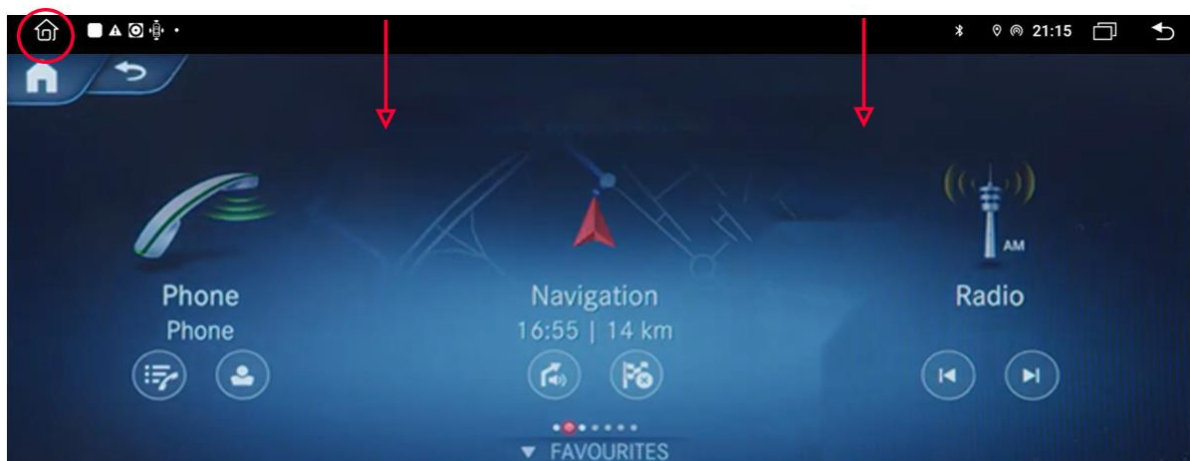 21:15
AM
Phone
Navigation
Radio
Phone
16:55 | 14 km
FAVOURITES